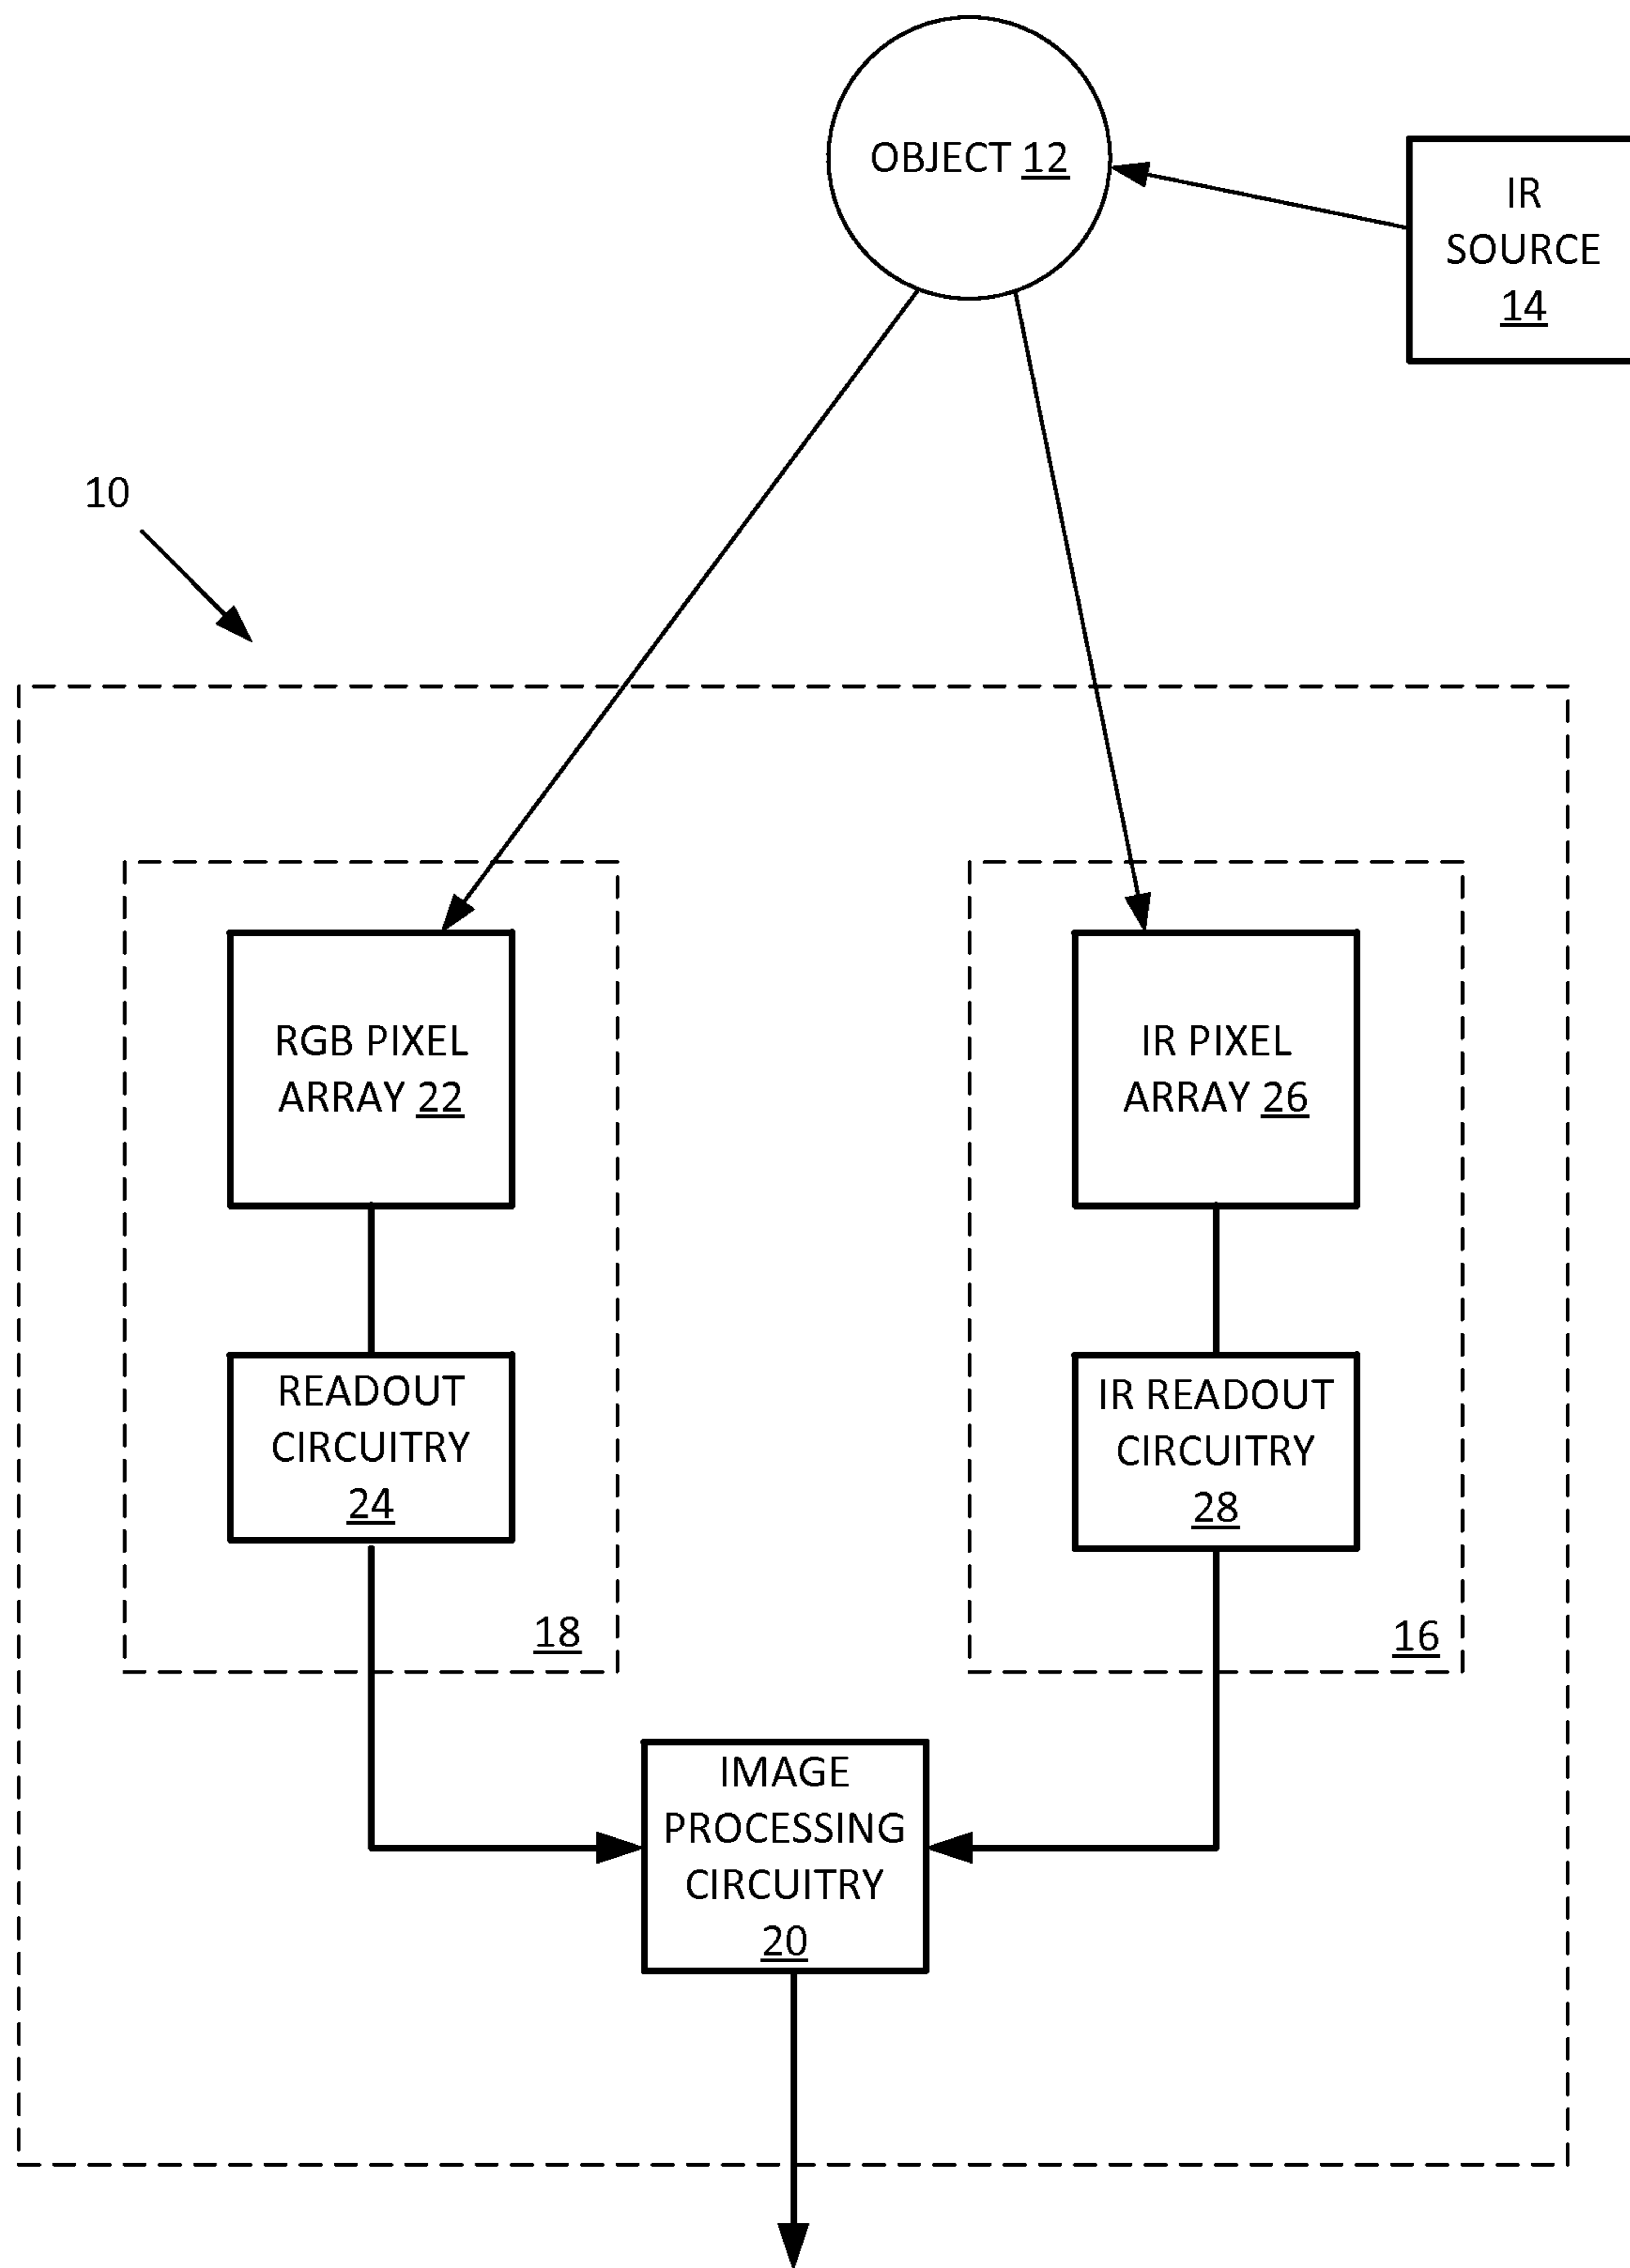 OBJECT 12
IR
SOURCE
14
10
RGB PIXEL
ARRAY 22
IR PIXEL
ARRAY 26
READOUT
CIRCUITRY
24
IR READOUT
CIRCUITRY
28
18
16
IMAGE
PROCESSING
CIRCUITRY
20